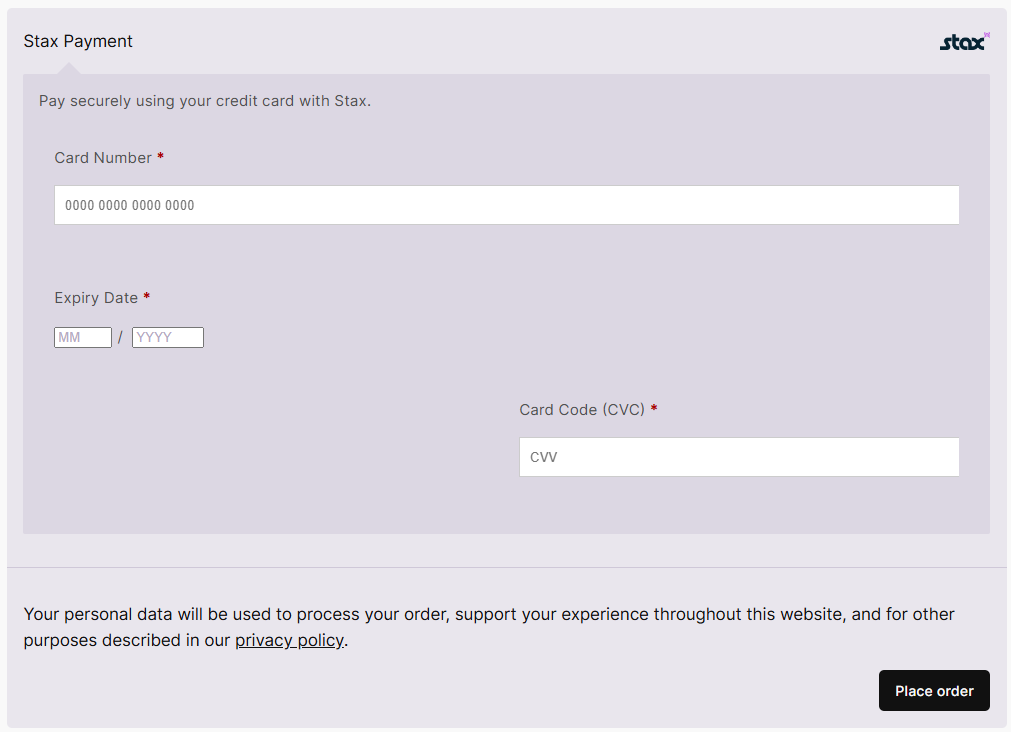 Stax Payment
stax
Pay securely using your credit card with Stax.
Card Number *
0000 0000 0000 0000
Expiry Date *
MM / YYYY
Card Code (CVC) *
CVV
Your personal data will be used to process your order, support your experience throughout this website, and for other
purposes described in our privacy policy.
Place order